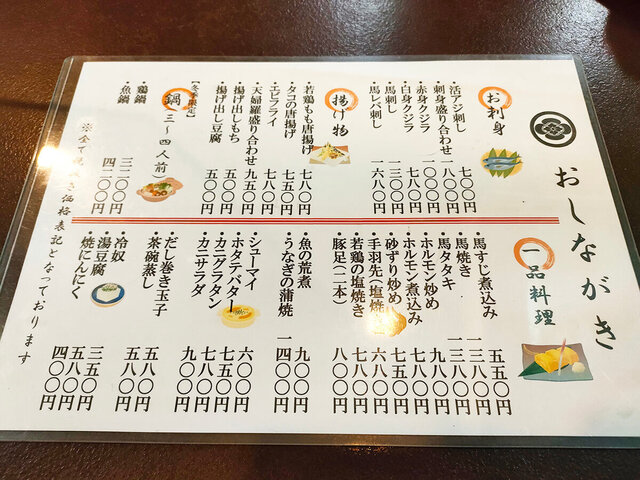 おしながき
お刺身
・活アジ刺し 七〇〇円
・刺身盛り合わせ 一八〇〇円
・赤身クジラ 一〇〇〇円
・白身クジラ 七八〇円
・馬刺し 一三〇〇円
・馬レバ刺し 一六八〇円
揚げ物
・若鶏もも唐揚げ 七八〇円
・タコの唐揚げ 七五〇円
・エビフライ 七八〇円
・天婦羅盛り合わせ 九五〇円
・揚げ出しもち 五〇〇円
・揚げ出し豆腐 五〇〇円
鍋(三~四人前)
【冬季限定】
・鶏鍋 三二〇〇円
・魚鍋 四二〇〇円
一品料理
・馬すじ煮込み 五五〇円
・馬焼き 一三八〇円
・馬タタキ 一三八〇円
・ホルモン炒め 九八〇円
・ホルモン煮込み 七八〇円
・砂ずり炒め 七五〇円
・手羽先(塩焼 六八〇円
・若鶏の塩焼き 七八〇円
・豚足(二本) 八〇〇円
・魚の荒煮 九〇〇円
・うなぎの蒲焼 一四〇〇円
・シューマイ 六〇〇円
・ホタテバター 七五〇円
・カニグラタン 七八〇円
・カニサラダ 九〇〇円
・だし巻き玉子 五八〇円
・茶碗蒸し 五八〇円
・冷奴 三五〇円
・湯豆腐 五八〇円
・焼にんにく 四〇〇円
※全て 価格表記となっております